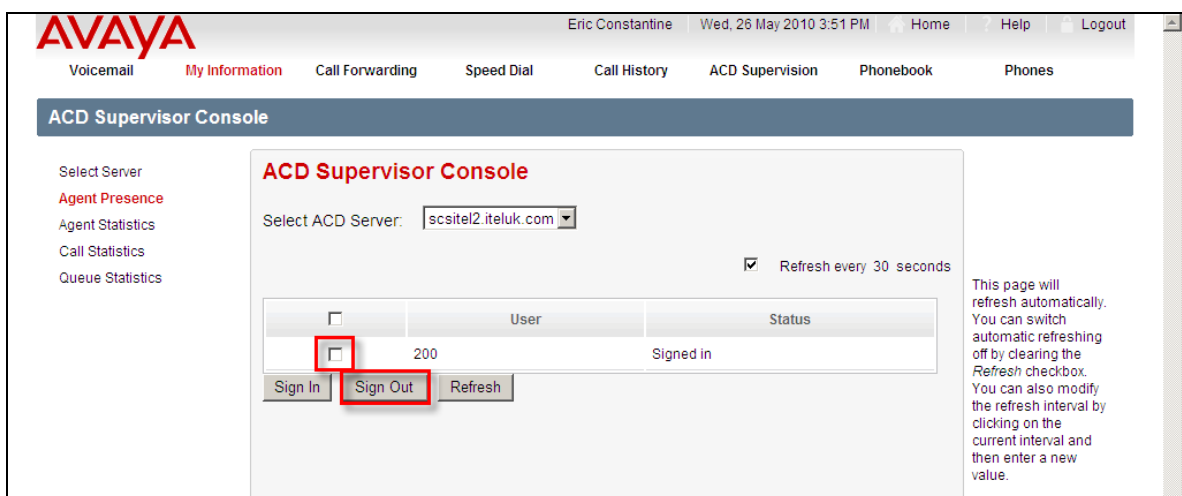 AVAYA
Eric Constantine Wed, 26 May 2010 3:51 PM Home ? Help Logout
Voicemail My Information Call Forwarding Speed Dial Call History ACD Supervision Phonebook Phones
ACD Supervisor Console
Select Server
Agent Presence
Agent Statistics
Call Statistics
Queue Statistics
ACD Supervisor Console
Select ACD Server: scsitel2.iteluk.com
Refresh every 30 seconds
User Status
200 Signed in
Sign In Sign Out Refresh
This page will
refresh automatically.
You can switch
automatic refreshing
off by clearing the
Refresh checkbox.
You can also modify
the refresh interval by
clicking on the
current interval and
then enter a new
value.